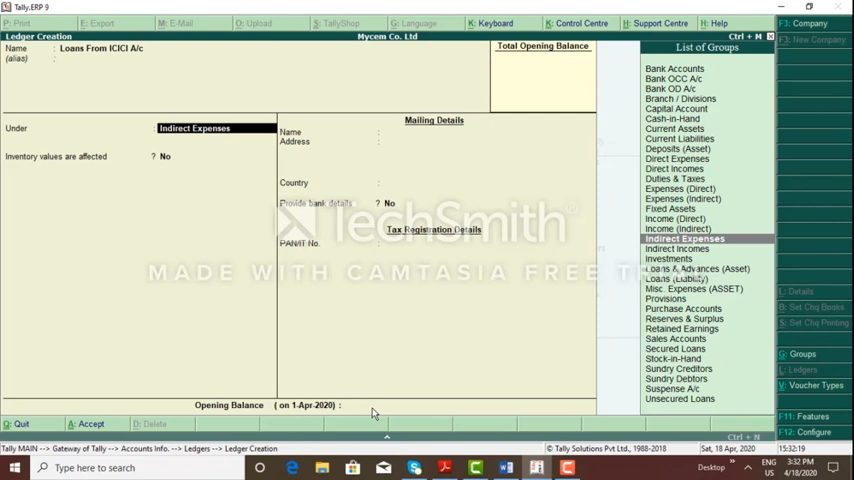 Tally.ERP 9
P: Print E: Export M: E-Mail O: Upload S: TallyShop G: Language K: Keyboard K: Control Centre H: Support Centre H: Help
F3: Company
F3: New Company
Ledger Creation Mycem Co. Ltd Ctrl + M
Name : Loans From ICICI A/c
(alias) :
Total Opening Balance
Under : Indirect Expenses
Inventory values are affected ? No
Mailing Details
Name :
Address :
Country :
Provide bank details ? No
Tax Registration Details
PAN/IT No. :
Opening Balance ( on 1-Apr-2020) :
List of Groups
Bank Accounts
Bank OCC A/c
Bank OD A/c
Branch / Divisions
Capital Account
Cash-in-Hand
Current Assets
Current Liabilities
Deposits (Asset)
Direct Expenses
Direct Incomes
Duties & Taxes
Expenses (Direct)
Expenses (Indirect)
Fixed Assets
Income (Direct)
Income (Indirect)
Indirect Expenses
Indirect Incomes
Investments
Loans & Advances (Asset)
Loans (Liability)
Misc. Expenses (ASSET)
Provisions
Purchase Accounts
Reserves & Surplus
Retained Earnings
Sales Accounts
Secured Loans
Stock-in-Hand
Sundry Creditors
Sundry Debtors
Suspense A/c
Unsecured Loans
L: Details
B: Set Chq Books
S: Set Chq Printing
G: Groups
L: Ledgers
V: Voucher Types
F11: Features
F12: Configure
TechSmith®
MADE WITH CAMTASIA FREE
Q: Quit A: Accept D: Delete
Ctrl + N
Tally MAIN --> Gateway of Tally --> Accounts Info. --> Ledgers --> Ledger Creation © Tally Solutions Pvt Ltd., 1988-2018 Sat, 18 Apr, 2020 15:32:19
Type here to search
Desktop
ENG
US
3:32 PM
4/18/2020